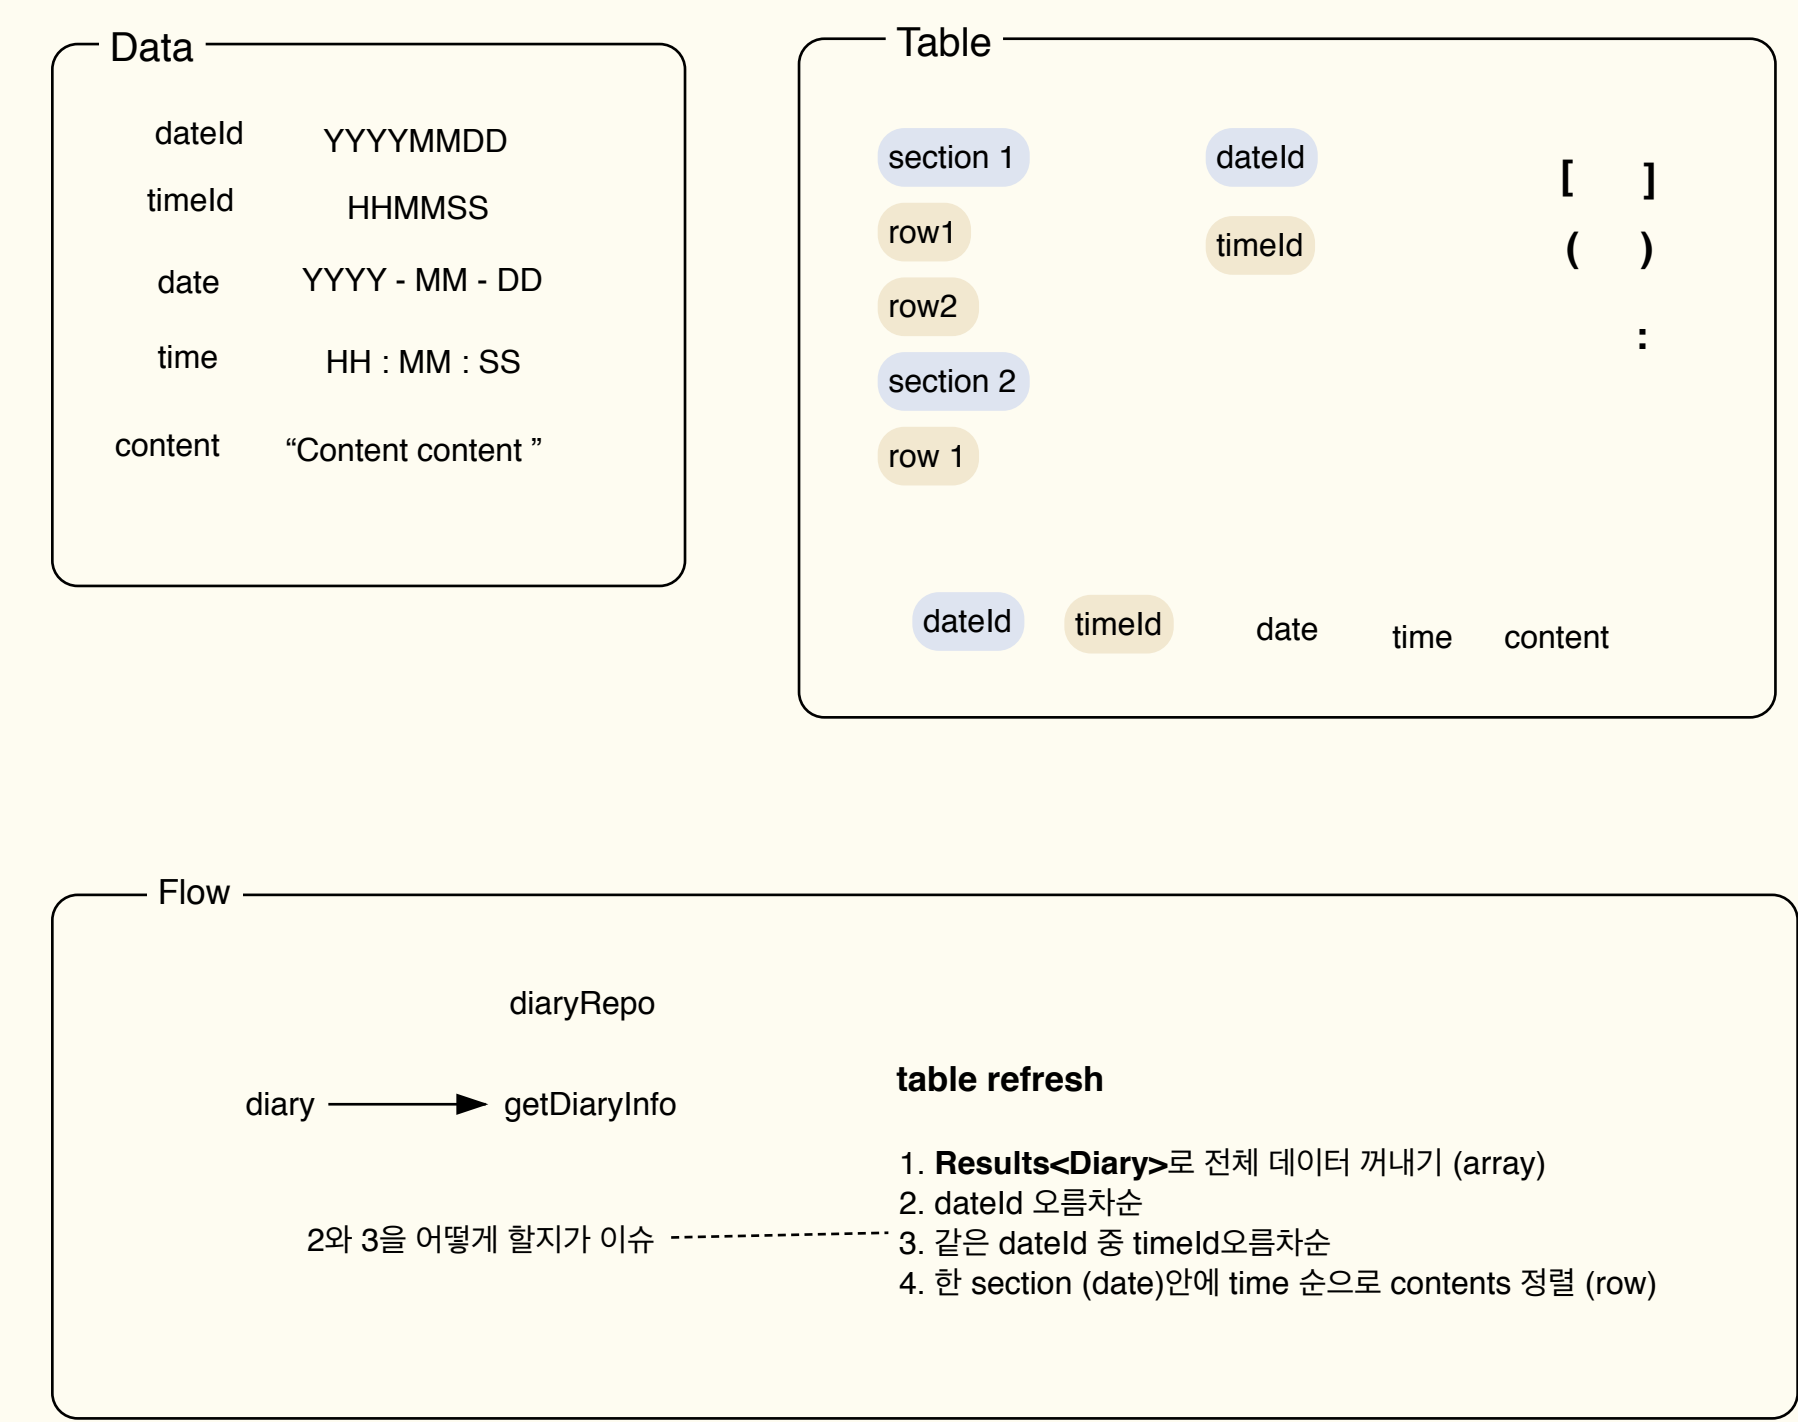 Data
dateId YYYYMMDD
timeId HHMMSS
date YYYY - MM - DD
time HH : MM : SS
content “Content content ”
Table
section 1
row1
row2
section 2
row 1
dateId
timeId
[ ]
( )
:
dateId timeId date time content
Flow
diaryRepo
diary getDiaryInfo
2와 3을 어떻게 할지가 이슈
table refresh
1. Results<Diary>로 전체 데이터 꺼내기 (array)
2. dateId 오름차순
3. 같은 dateId 중 timeId오름차순
4. 한 section (date)안에 time 순으로 contents 정렬 (row)